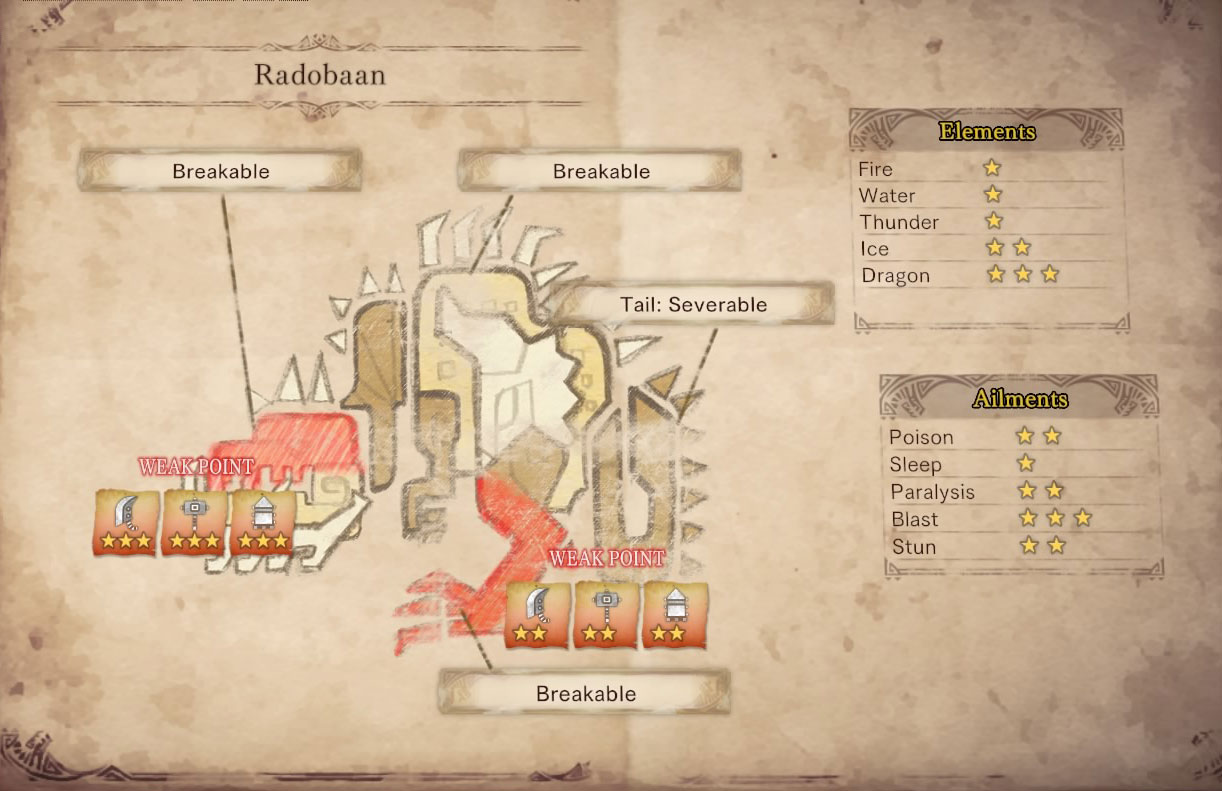 Radobaan
Breakable
Breakable
Tail: Severable
WEAK POINT
WEAK POINT
Breakable
Elements
Fire
Water
Thunder
Ice
Dragon
Ailments
Poison
Sleep
Paralysis
Blast
Stun